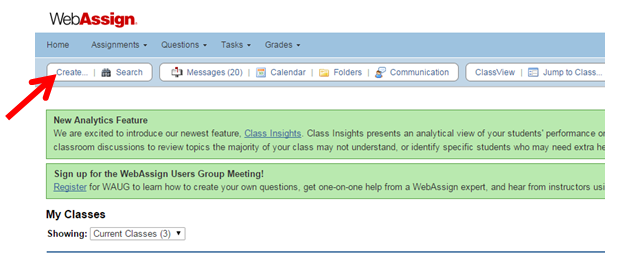 WebAssign.
Home Assignments Questions Tasks Grades
Create... | Search Messages (20) | Calendar | Folders | Communication ClassView | Jump to Class...
New Analytics Feature
We are excited to introduce our newest feature, Class Insights. Class Insights presents an analytical view of your students' performance or
classroom discussions to review topics the majority of your class may not understand, or identify specific students who may need extra he
Sign up for the WebAssign Users Group Meeting!
Register for WAUG to learn how to create your own questions, get one-on-one help from a WebAssign expert, and hear from instructors usi
My Classes
Showing: Current Classes (3)